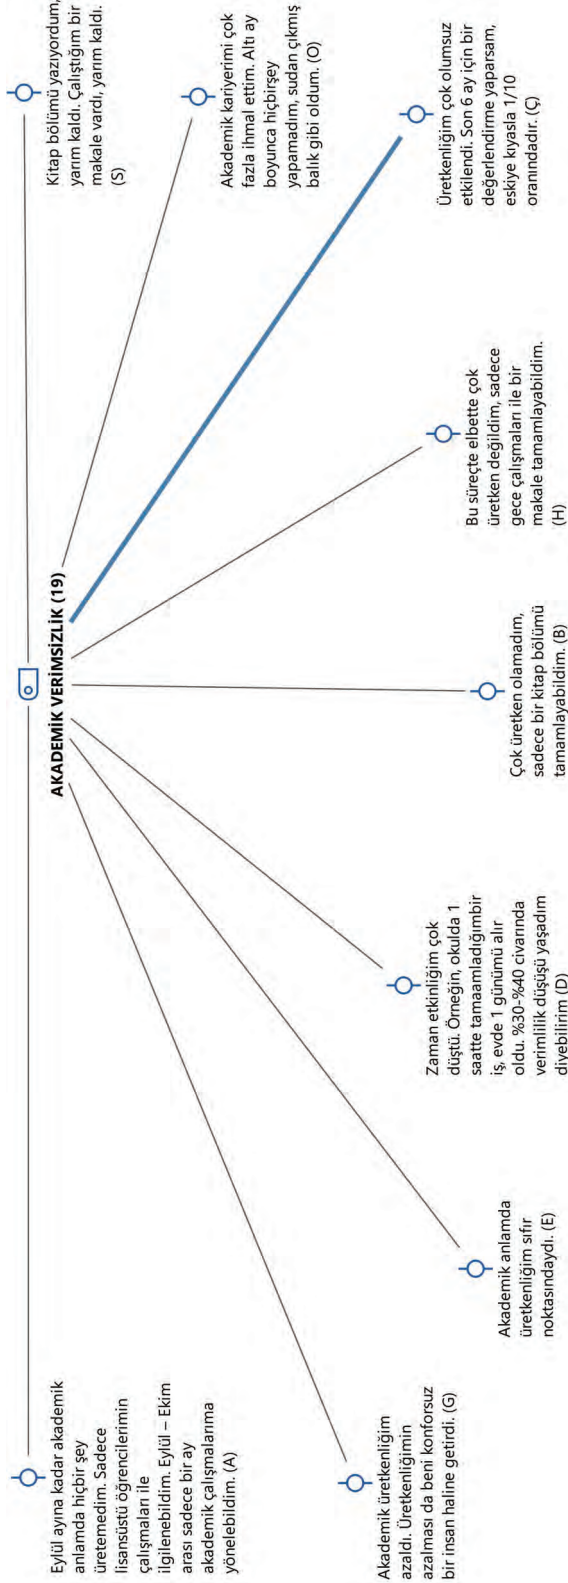 AKADEMİK VERİMSİZLİK (19)
Eylül ayına kadar akademik
anlamda hiçbir şey
üretemedim. Sadece
lisansüstü öğrencilerimin
çalışmaları ile
ilgilenebildim. Eylül – Ekim
arası sadece bir ay
akademik çalışmalarıma
yönelebildim. (A)
Akademik üretkenliğim
azaldı. Üretkenliğimin
azalması da beni konforsuz
bir insan haline getirdi. (G)
Akademik anlamda
üretkenliğim sıfır
noktasındaydı. (E)
Zaman etkinliğim çok
düştü. Örneğin, okulda 1
saatte tamaamladığımbir
iş, evde 1 günümü alır
oldu. %30-%40 civarında
verimlilik düşüşü yaşadım
diyebilirim (D)
Çok üretken olamadım,
sadece bir kitap bölümü
tamamlayabildim. (B)
Bu süreçte elbette çok
üretken değildim, sadece
gece çalışmaları ile bir
makale tamamlayabildim.
(H)
Üretkenliğim çok olumsuz
etkilendi. Son 6 ay için bir
değerlendirme yaparsam,
eskiye kıyasla 1/10
oranındadır. (Ç)
Akademik kariyerimi çok
fazla ihmal ettim. Altı ay
boyunca hiçbirşey
yapamadım, sudan çıkmış
balık gibi oldum. (O)
Kitap bölümü yazıyordum,
yarım kaldı. Çalıştığım bir
makale vardı, yarım kaldı.
(S)